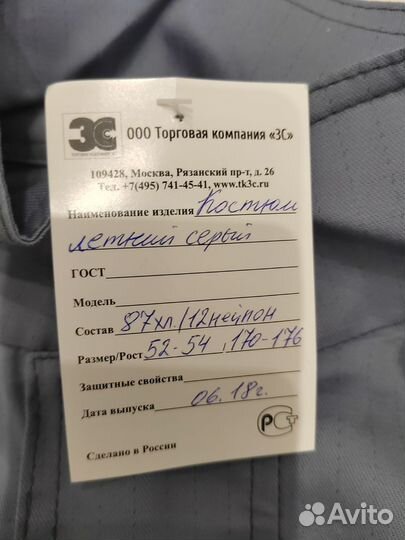 ЗС ООО Торговая компания «ЗС»
109428, Москва, Рязанский пр-т, д. 26
Тел. +7(495) 741-45-41, www.tk3c.ru
Наименование изделия Костюм
летний серый
ГОСТ
Модель
Состав 87хл./12нейлон
Размер/Рост 52-54, 170-176
Защитные свойства
Дата выпуска 06.18г.
РСТ
Сделано в России
Avito